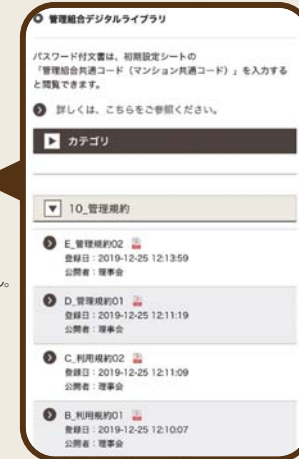 管理組合デジタルライブラリ
パスワード付文書は、初期設定シートの
「管理組合共通コード（マンション共通コード）」を入力する
と閲覧できます。
詳しくは、こちらをご参照ください。
カテゴリ
10_管理規約
E_管理規約02
登録日：2019-12-25 12:13:59
公開者：理事会
ん。
D_管理規約01
登録日：2019-12-25 12:11:19
公開者：理事会
C_利用規約02
登録日：2019-12-25 12:11:09
公開者：理事会
B_利用規約01
登録日：2019-12-25 12:10:07
公開者：理事会